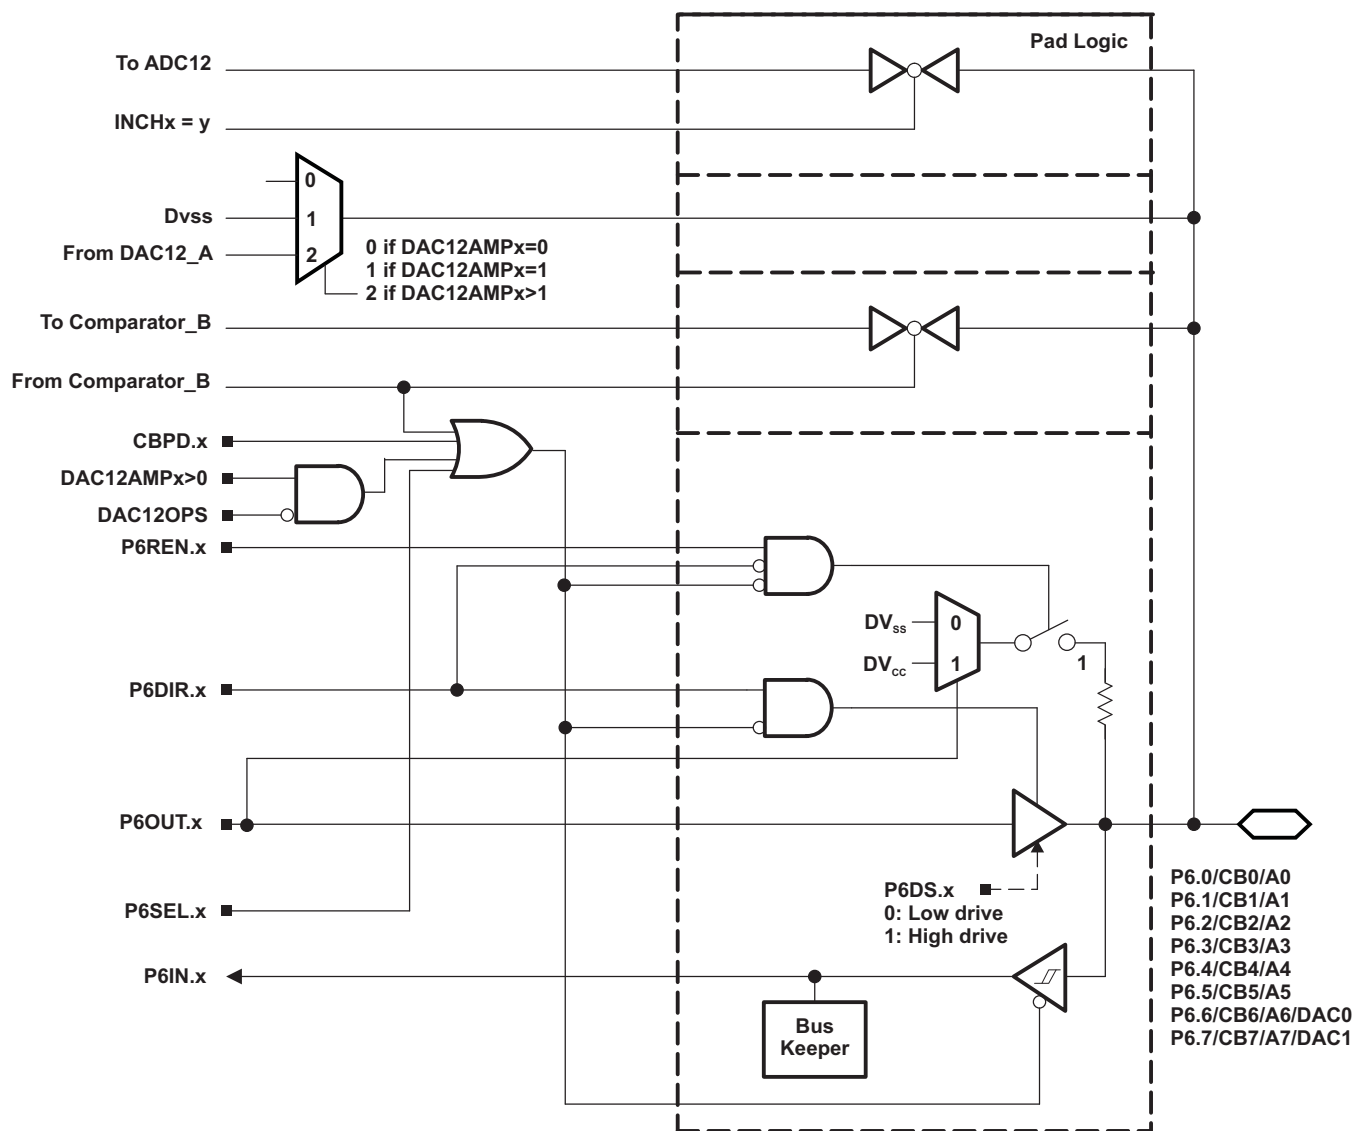 Pad Logic
To ADC12
INCHx = y
0
Dvss
1
From DAC12_A
2
0 if DAC12AMPx=0
1 if DAC12AMPx=1
2 if DAC12AMPx>1
To Comparator_B
From Comparator_B
CBPD.x
DAC12AMPx>0
DAC12OPS
P6REN.x
DVss
0
DVcc
1
1
P6DIR.x
P6OUT.x
P6DS.x
0: Low drive
1: High drive
P6SEL.x
P6IN.x
Bus
Keeper
P6.0/CB0/A0
P6.1/CB1/A1
P6.2/CB2/A2
P6.3/CB3/A3
P6.4/CB4/A4
P6.5/CB5/A5
P6.6/CB6/A6/DAC0
P6.7/CB7/A7/DAC1